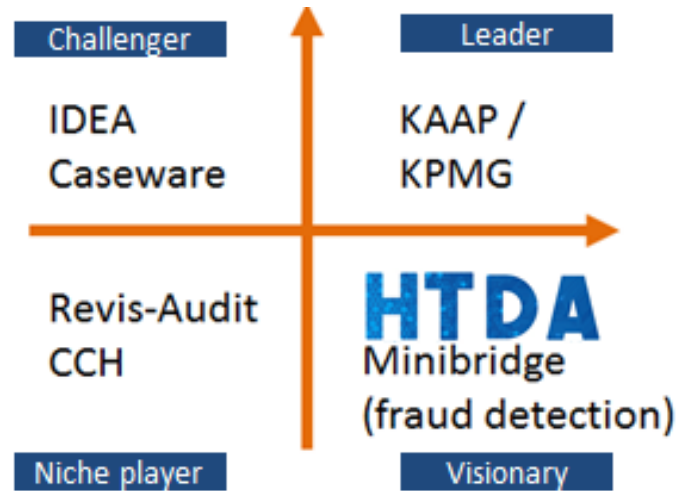 Challenger
Leader
IDEA
Caseware
KAAP /
KPMG
Revis-Audit
CCH
HTDA
Minibridge
(fraud detection)
Niche player
Visionary